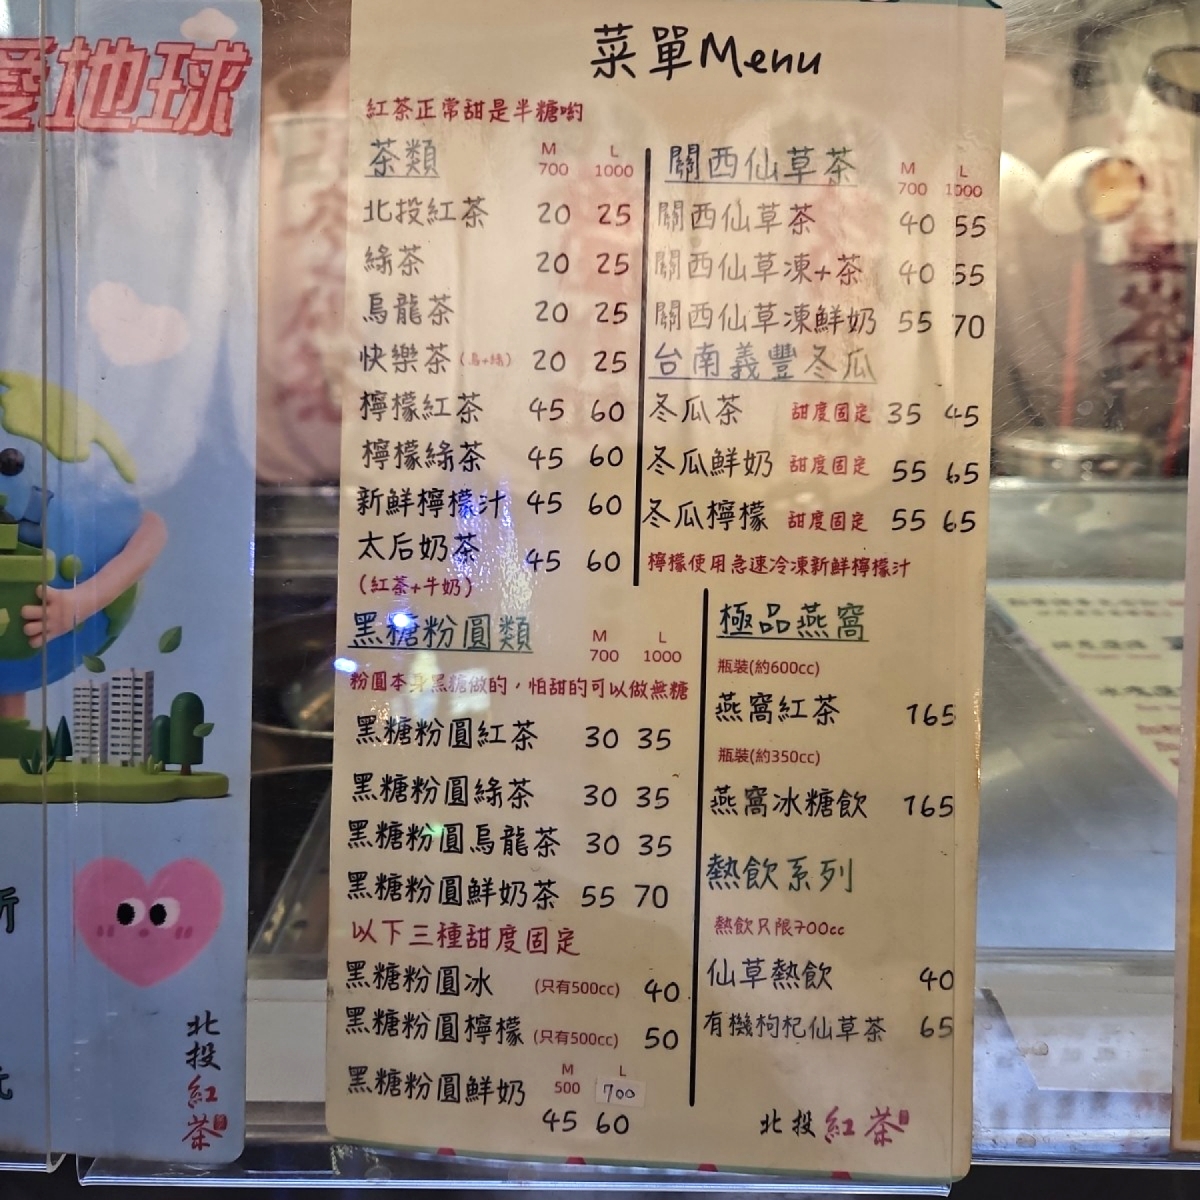 愛地球
北投
紅茶
菜單Menu
紅茶正常甜是半糖喲
茶類 M 700 L 1000
北投紅茶 20 25
綠茶 20 25
烏龍茶 20 25
快樂茶(烏+綠) 20 25
檸檬紅茶 45 60
檸檬綠茶 45 60
新鮮檸檬汁 45 60
太后奶茶 45 60
(紅茶+牛奶)
關西仙草茶 M 700 L 1000
關西仙草茶 40 55
關西仙草凍+茶 40 55
關西仙草凍鮮奶 55 70
台南義豐冬瓜
冬瓜茶 甜度固定 35 45
冬瓜鮮奶 甜度固定 55 65
冬瓜檸檬 甜度固定 55 65
檸檬使用急速冷凍新鮮檸檬汁
黑糖粉圓類 M 700 L 1000
粉圓本身黑糖做的,怕甜的可以做無糖
黑糖粉圓紅茶 30 35
黑糖粉圓綠茶 30 35
黑糖粉圓烏龍茶 30 35
黑糖粉圓鮮奶茶 55 70
以下三種甜度固定
黑糖粉圓冰 (只有500cc) 40
黑糖粉圓檸檬 (只有500cc) 50
黑糖粉圓鮮奶 M 500 L 700
45 60
極品燕窩
瓶裝(約600cc)
燕窩紅茶 165
瓶裝(約350cc)
燕窩冰糖飲 165
熱飲系列
熱飲只限700cc
仙草熱飲 40
有機枸杞仙草茶 65
北投紅茶